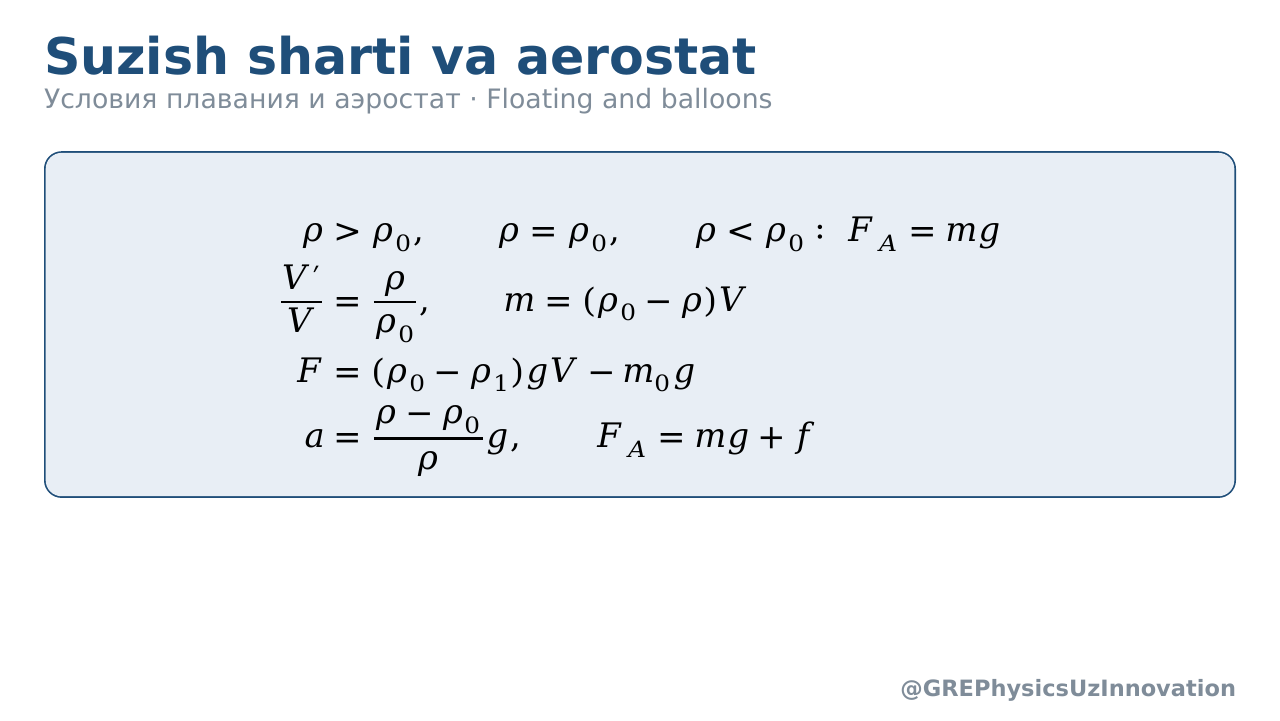 Suzish sharti va aerostat
Условия плавания и аэростат · Floating and balloons
ρ > ρ₀,   ρ = ρ₀,   ρ < ρ₀ :  F_A = mg
V′/V = ρ/ρ₀,   m = (ρ₀ − ρ)V
F = (ρ₀ − ρ₁)gV − m₀g
a = (ρ − ρ₀)/ρ g,   F_A = mg + f
@GREPhysicsUzInnovation